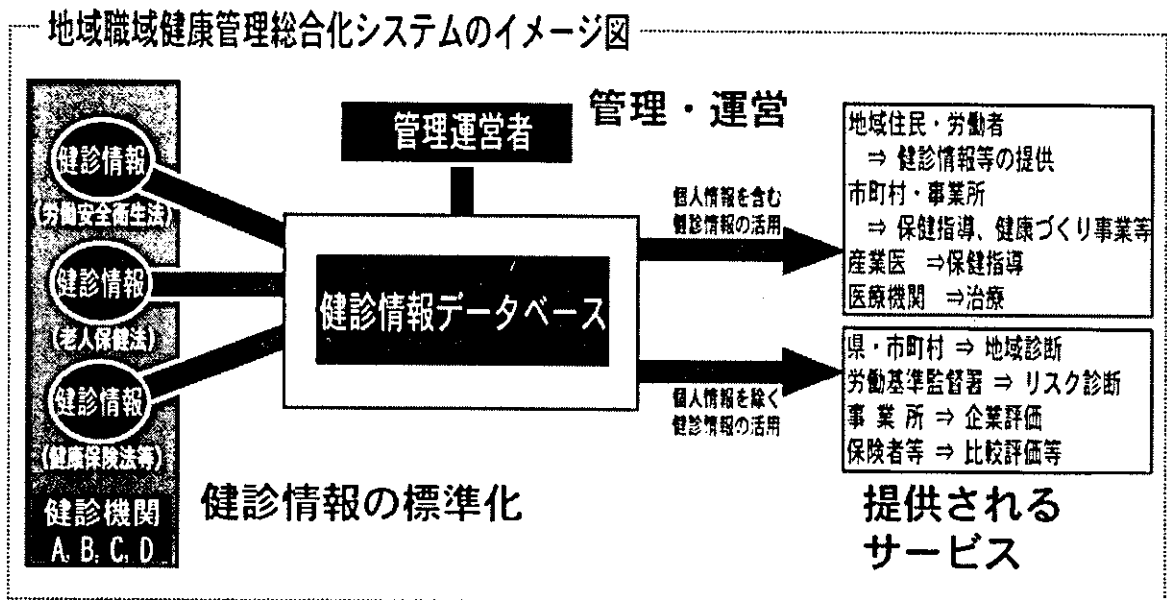 地域職域健康管理総合化システムのイメージ図
健診情報
(労働安全衛生法)
健診情報
(老人保健法)
健診情報
(健康保険法等)
健診機関
A, B, C, D
健診情報の標準化
管理運営者
管理・運営
健診情報データベース
個人情報を含む
健診情報の活用
個人情報を除く
健診情報の活用
地域住民・労働者
⇒ 健診情報等の提供
市町村・事業所
⇒ 保健指導、健康づくり事業等
産業医 ⇒保健指導
医療機関 ⇒治療
県・市町村 ⇒ 地域診断
労働基準監督署 ⇒ リスク診断
事 業 所 ⇒ 企業評価
保険者等 ⇒ 比較評価等
提供される
サービス